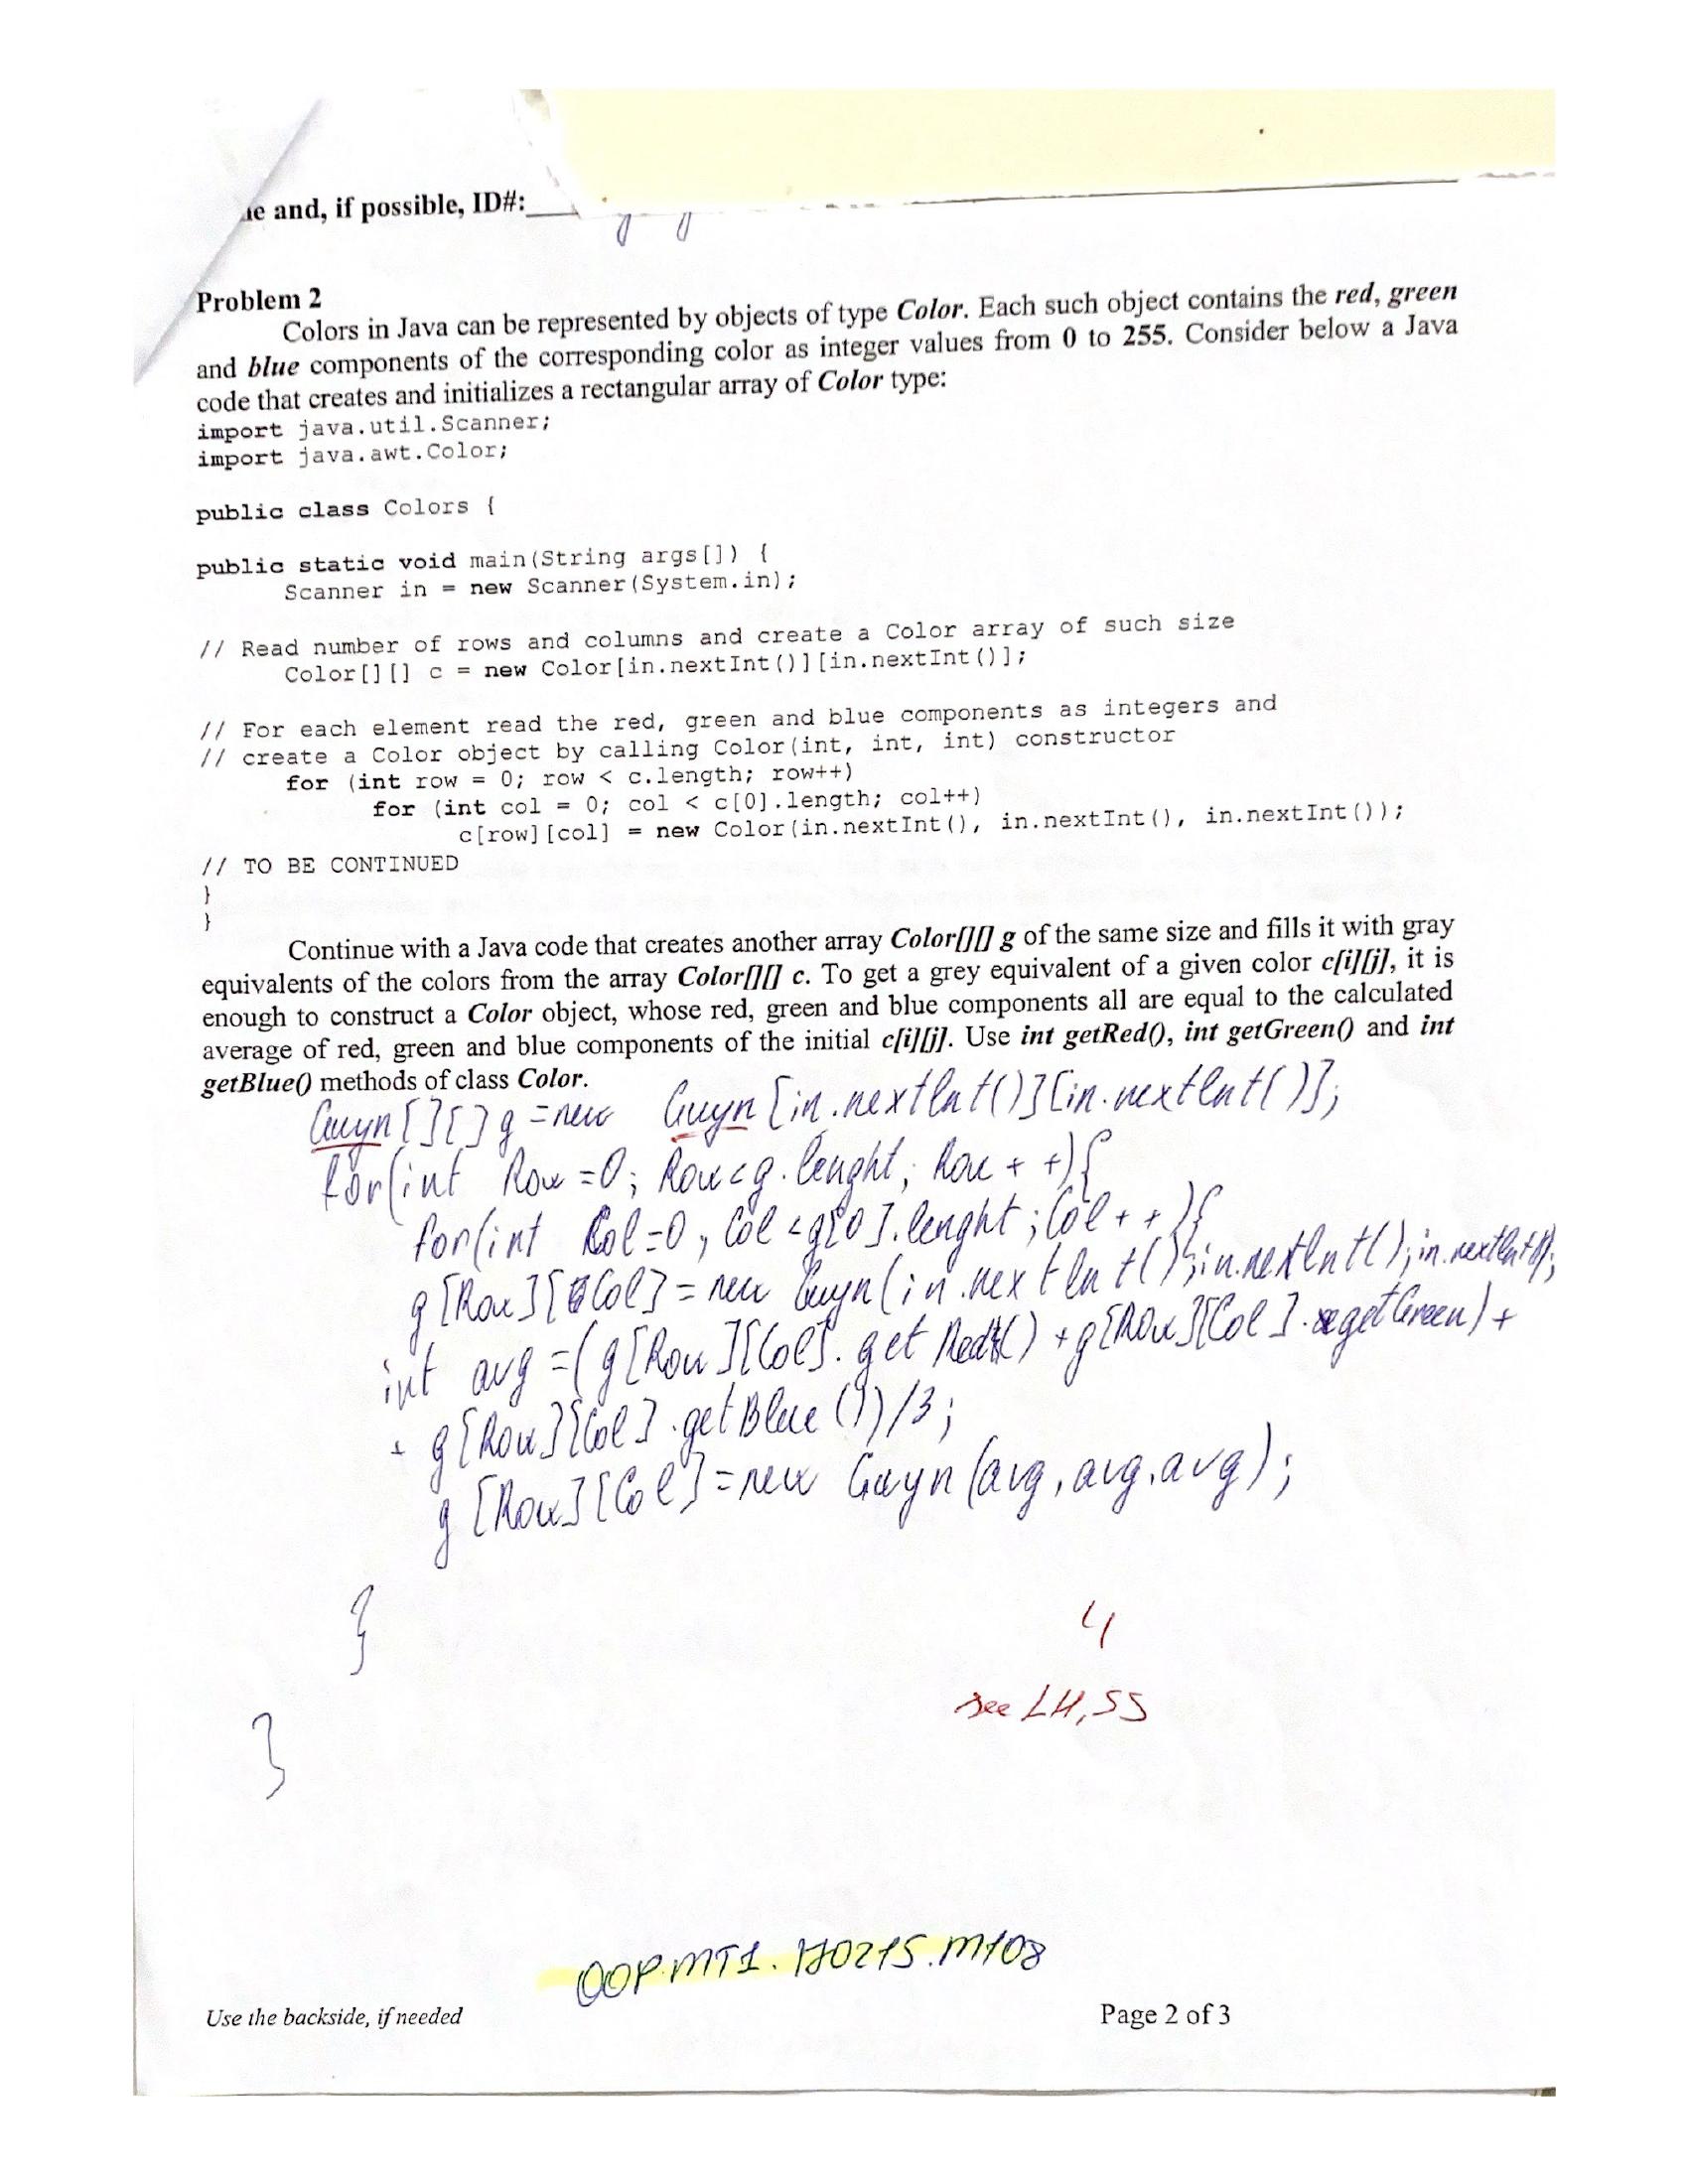 e and, if possible, ID#:
Problem 2
Colors in Java can be represented by objects of type Color. Each such object contains the red, green
and blue components of the corresponding color as integer values from 0 to 255. Consider below a Java
code that creates and initializes a rectangular array of Color type:
import java.util.Scanner;
import java.awt.Color;
public class Colors {
public static void main(String args[]) {
Scanner in = new Scanner(System.in);
// Read number of rows and columns and create a Color array of such size
Color[][] c = new Color[in.nextInt()][in.nextInt()];
// For each element read the red, green and blue components as integers and
// create a Color object by calling Color(int, int, int) constructor
for (int row = 0; row < c.length; row++)
for (int col = 0; col < c[0].length; col++)
c[row][col] = new Color(in.nextInt(), in.nextInt(), in.nextInt());
// TO BE CONTINUED
}
}
Continue with a Java code that creates another array Color[][] g of the same size and fills it with gray
equivalents of the colors from the array Color[][] c. To get a grey equivalent of a given color c[i][j], it is
enough to construct a Color object, whose red, green and blue components all are equal to the calculated
average of red, green and blue components of the initial c[i][j]. Use int getRed(), int getGreen() and int
getBlue() methods of class Color.
[][] g = new [in.nextInt()][in.nextInt()];
for(int Row =0; Row<g.lenght; Row + +){
for(int Col=0, Col <g[0].lenght; Col + +){
g[Row][Col] = new (in.nextInt();in.nextInt();in.nextInt());
int avg =(g[Row][Col].get Red() +g[Row][Col].getGreen) +
+ g[Row][Col].getBlue())/3;
g[Row][Col]=new (avg,avg,avg);
}
4
see LH,SS
}
OOP.MT1.170215.M108
Use the backside, if needed
Page 2 of 3